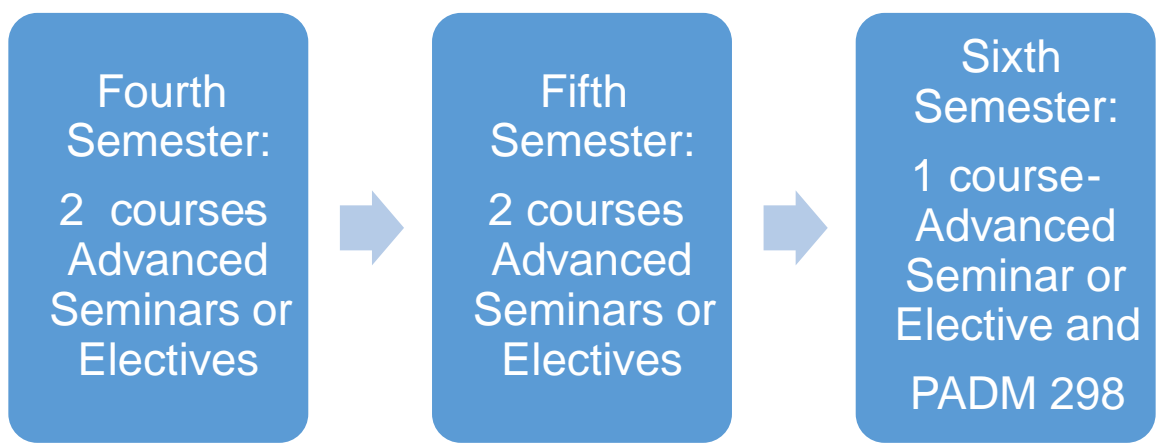 Fourth
Semester:
2 courses
Advanced
Seminars or
Electives
Fifth
Semester:
2 courses
Advanced
Seminars or
Electives
Sixth
Semester:
1 course-
Advanced
Seminar or
Elective and
PADM 298